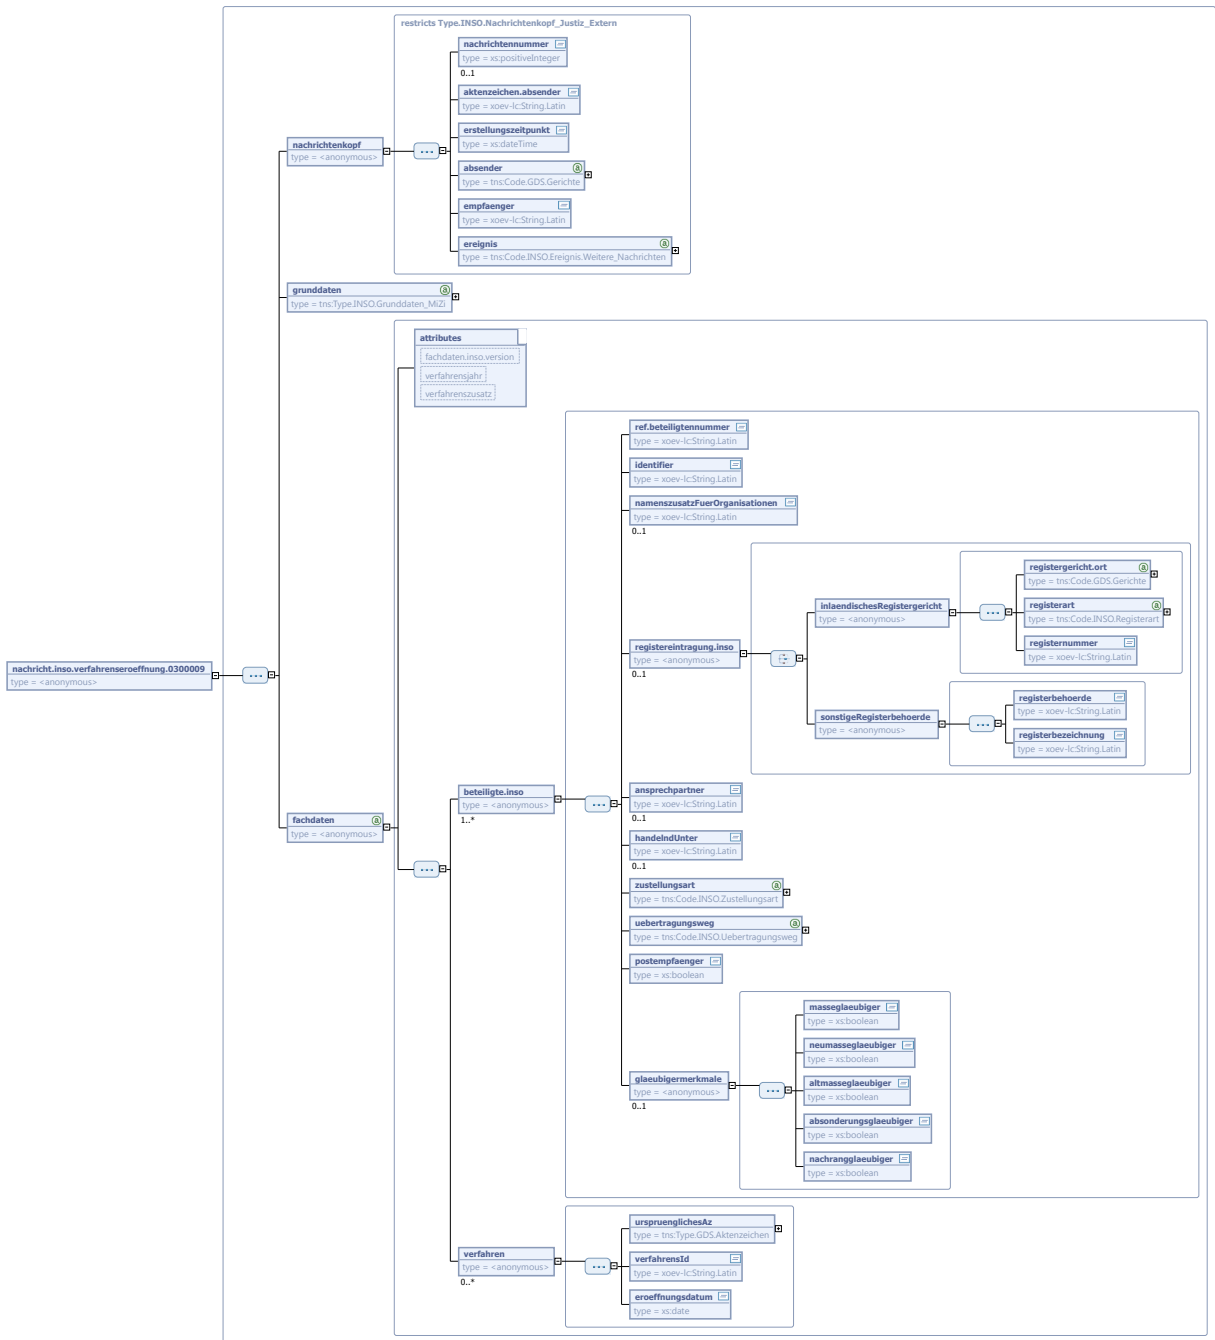 restricts Type.INSO.Nachrichtenkopf_Justiz_Extern
nachrichtennummer
type = xs:positiveInteger
0..1
aktenzeichen.absender
type = xoev-lc:String.Latin
erstellungszeitpunkt
type = xs:dateTime
nachrichtenkopf
type = <anonymous>
absender
type = tns:Code.GDS.Gerichte
empfaenger
type = xoev-lc:String.Latin
ereignis
type = tns:Code.INSO.Ereignis.Weitere_Nachrichten
grunddaten
type = tns:Type.INSO.Grunddaten_MiZi
attributes
fachdaten.inso.version
verfahrensjahr
verfahrenszusatz
ref.beteiligtennummer
type = xoev-lc:String.Latin
identifier
type = xoev-lc:String.Latin
namenszusatzFuerOrganisationen
type = xoev-lc:String.Latin
0..1
registergericht.ort
type = tns:Code.GDS.Gerichte
inlaendischesRegistergericht
type = <anonymous>
registerart
type = tns:Code.INSO.Registerart
registernummer
type = xoev-lc:String.Latin
registereintragung.inso
type = <anonymous>
0..1
nachricht.inso.verfahrenseroeffnung.0300009
type = <anonymous>
registerbehoerde
type = xoev-lc:String.Latin
sonstigeRegisterbehoerde
type = <anonymous>
registerbezeichnung
type = xoev-lc:String.Latin
beteiligte.inso
type = <anonymous>
1..*
ansprechpartner
type = xoev-lc:String.Latin
0..1
fachdaten
type = <anonymous>
handelndUnter
type = xoev-lc:String.Latin
0..1
zustellungsart
type = tns:Code.INSO.Zustellungsart
uebertragungsweg
type = tns:Code.INSO.Uebertragungsweg
postempfaenger
type = xs:boolean
masseglaeubiger
type = xs:boolean
neumasseglaeubiger
type = xs:boolean
glaeubigermerkmale
type = <anonymous>
0..1
altmasseglaeubiger
type = xs:boolean
absonderungsglaeubiger
type = xs:boolean
nachrangglaeubiger
type = xs:boolean
urspruenglichesAz
type = tns:Type.GDS.Aktenzeichen
verfahren
type = <anonymous>
0..*
verfahrensId
type = xoev-lc:String.Latin
eroeffnungsdatum
type = xs:date